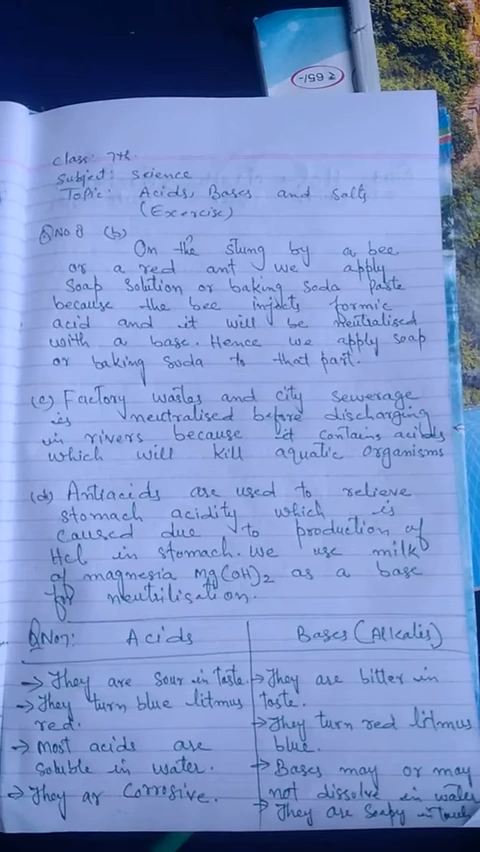 ₹ 65/-
Class: 7th
Subject: Science
Topic: Acids, Bases and Salts
(Exercise)
Q No 8 (b)
On the stung by a bee
or a red ant we apply
soap solution or baking soda paste
because the bee injects formic
acid and it will be neutralised
with a base. Hence we apply soap
or baking soda to that part.
(c) Factory wastes and city sewerage
is neutralised before discharging
in rivers because it contains acids
which will kill aquatic organisms
(d) Antiacids are used to relieve
stomach acidity which is
caused due to production of
Hcl in stomach. We use milk
of magnesia Mg(OH)2 as a base
for neutrilisation.
Q No 7: Acids Bases (Alkalis)
→ They are sour in taste. → They are bitter in
→ They turn blue litmus taste.
red. → They turn red litmus
→ Most acids are blue.
soluble in water. → Bases may or may
→ They ar corrosive. not dissolve in water
→ They are soapy in touch